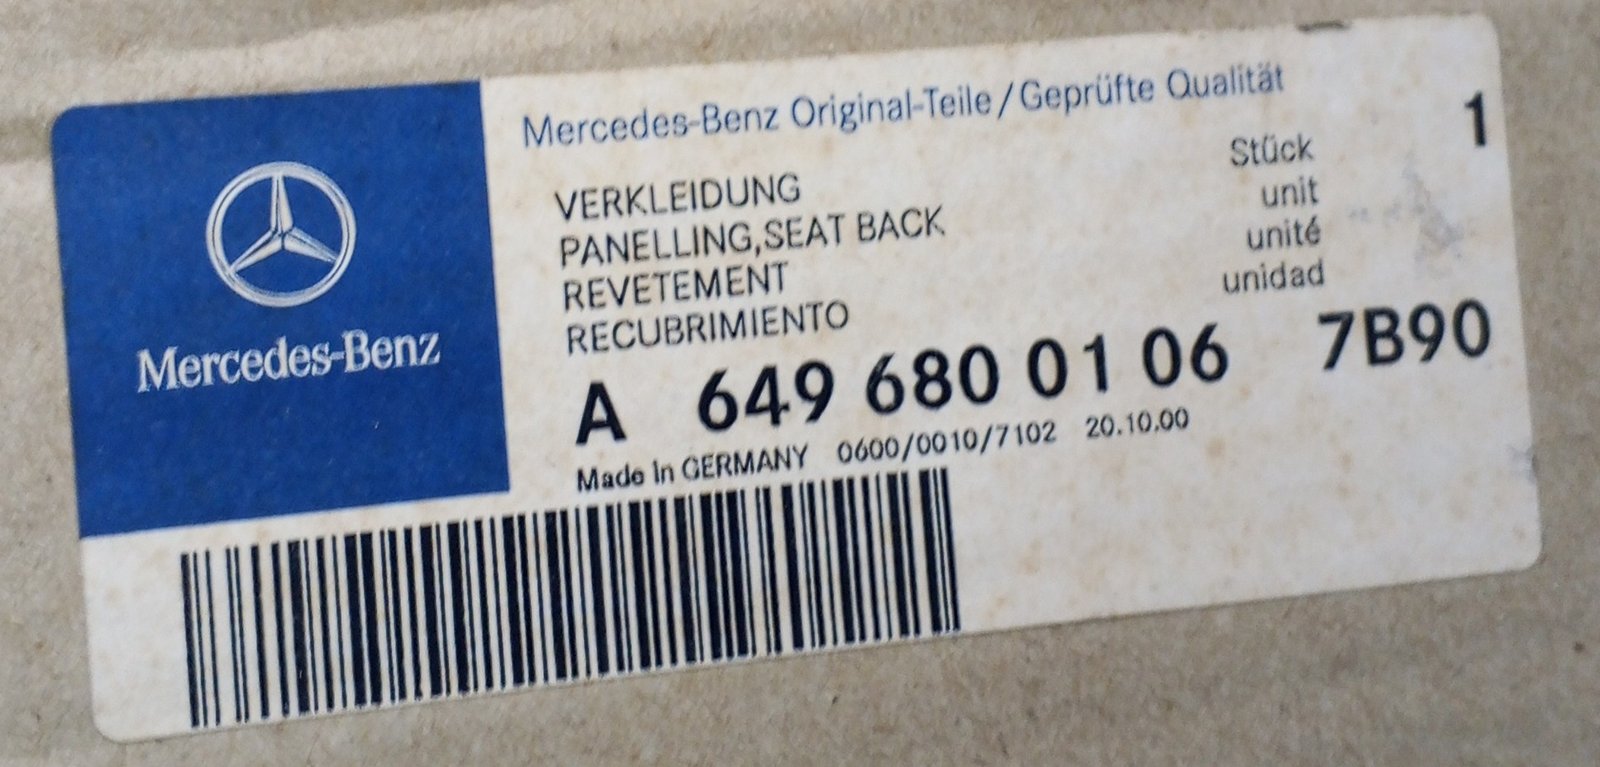 Mercedes-Benz
Mercedes-Benz Original-Teile/Geprüfte Qualität
VERKLEIDUNG
PANELLING,SEAT BACK
REVETEMENT
RECUBRIMIENTO
Stück 1
unit
unité
unidad
A 649 680 01 06 7B90
Made in GERMANY 0600/0010/7102 20.10.00